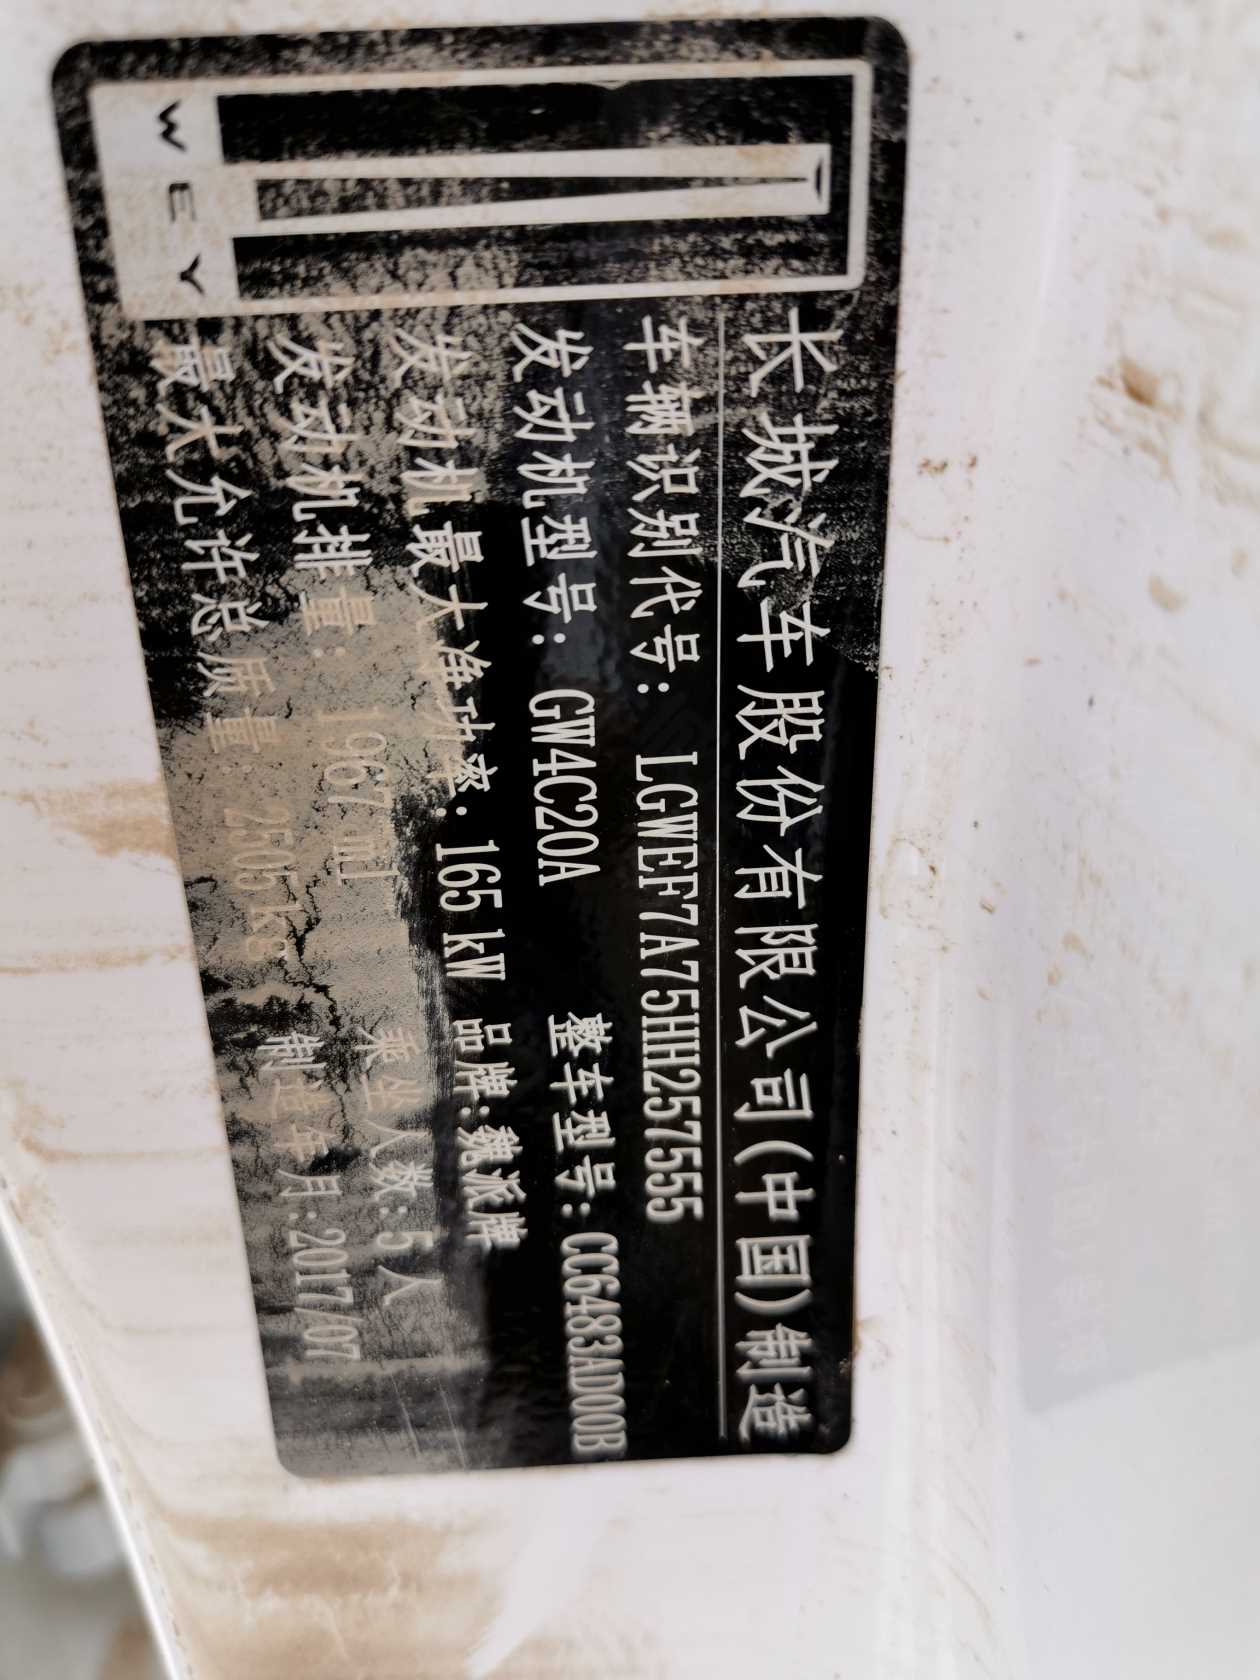 WEY
长城汽车股份有限公司(中国)制造
车辆识别代号: LGWEF7A75HH257555
发动机型号: GW4C20A 整车型号: CC6483AD00B
发动机最大净功率: 165 kW 品牌:魏派牌
发动机排量: 1967 ml 乘坐人数:5 人
最大允许总质量: 2505 kg 制造年月:2017/07